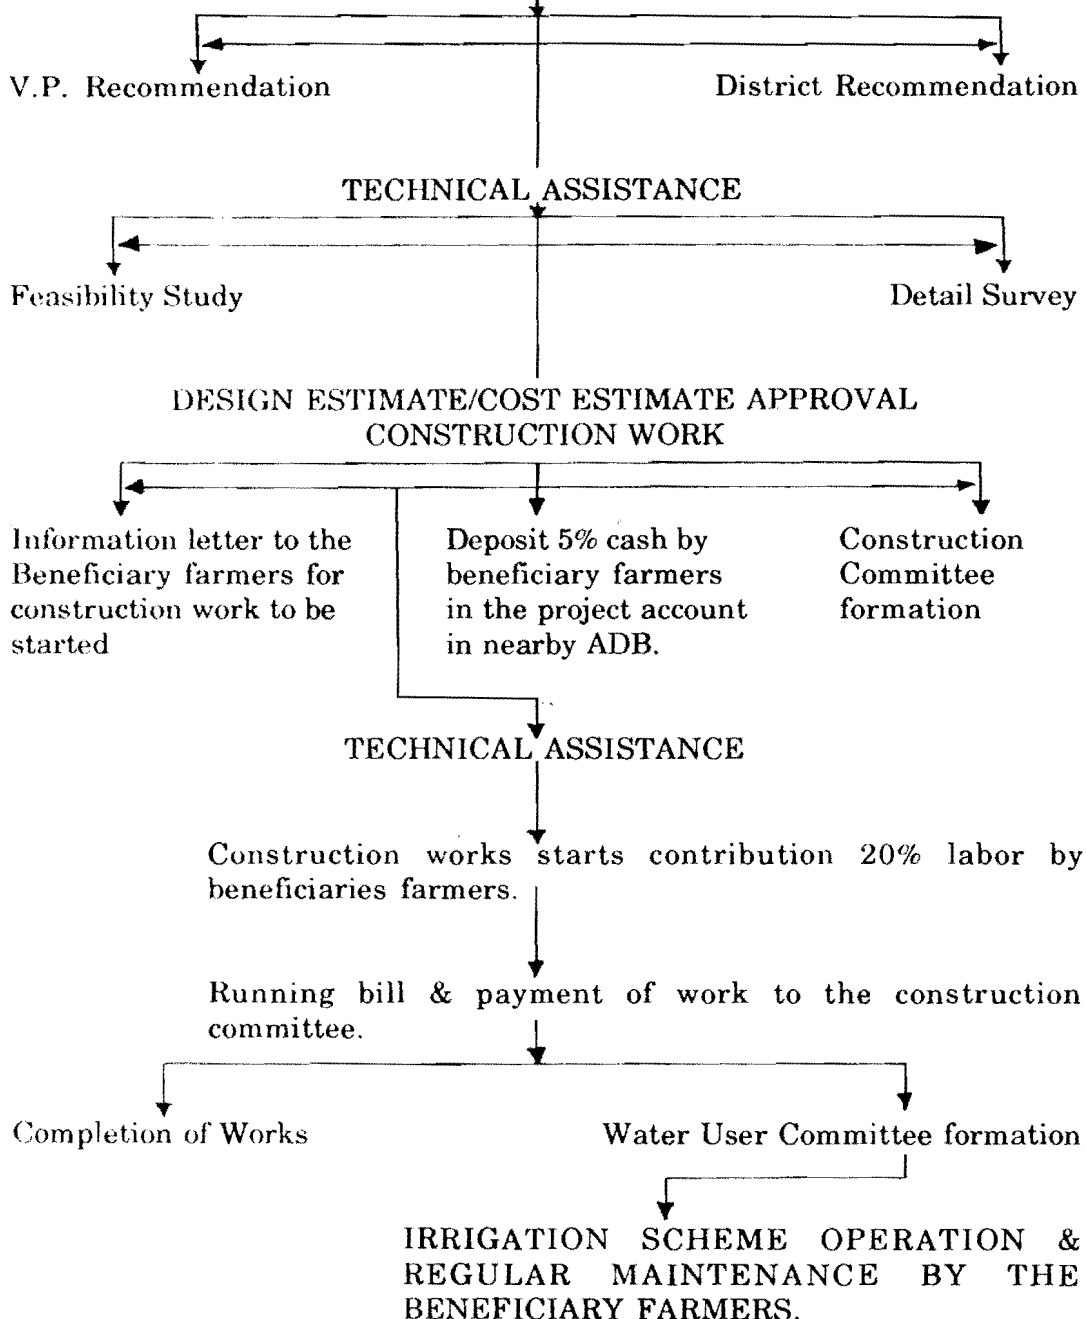 V.P. Recommendation
District Recommendation
TECHNICAL ASSISTANCE
Feasibility Study
Detail Survey
DESIGN ESTIMATE/COST ESTIMATE APPROVAL
CONSTRUCTION WORK
Information letter to the
Beneficiary farmers for
construction work to be
started
Deposit 5% cash by
beneficiary farmers
in the project account
in nearby ADB.
Construction
Committee
formation
TECHNICAL ASSISTANCE
Construction works starts contribution 20% labor by
beneficiaries farmers.
Running bill & payment of work to the construction
committee.
Completion of Works
Water User Committee formation
IRRIGATION SCHEME OPERATION &
REGULAR MAINTENANCE BY THE
BENEFICIARY FARMERS.